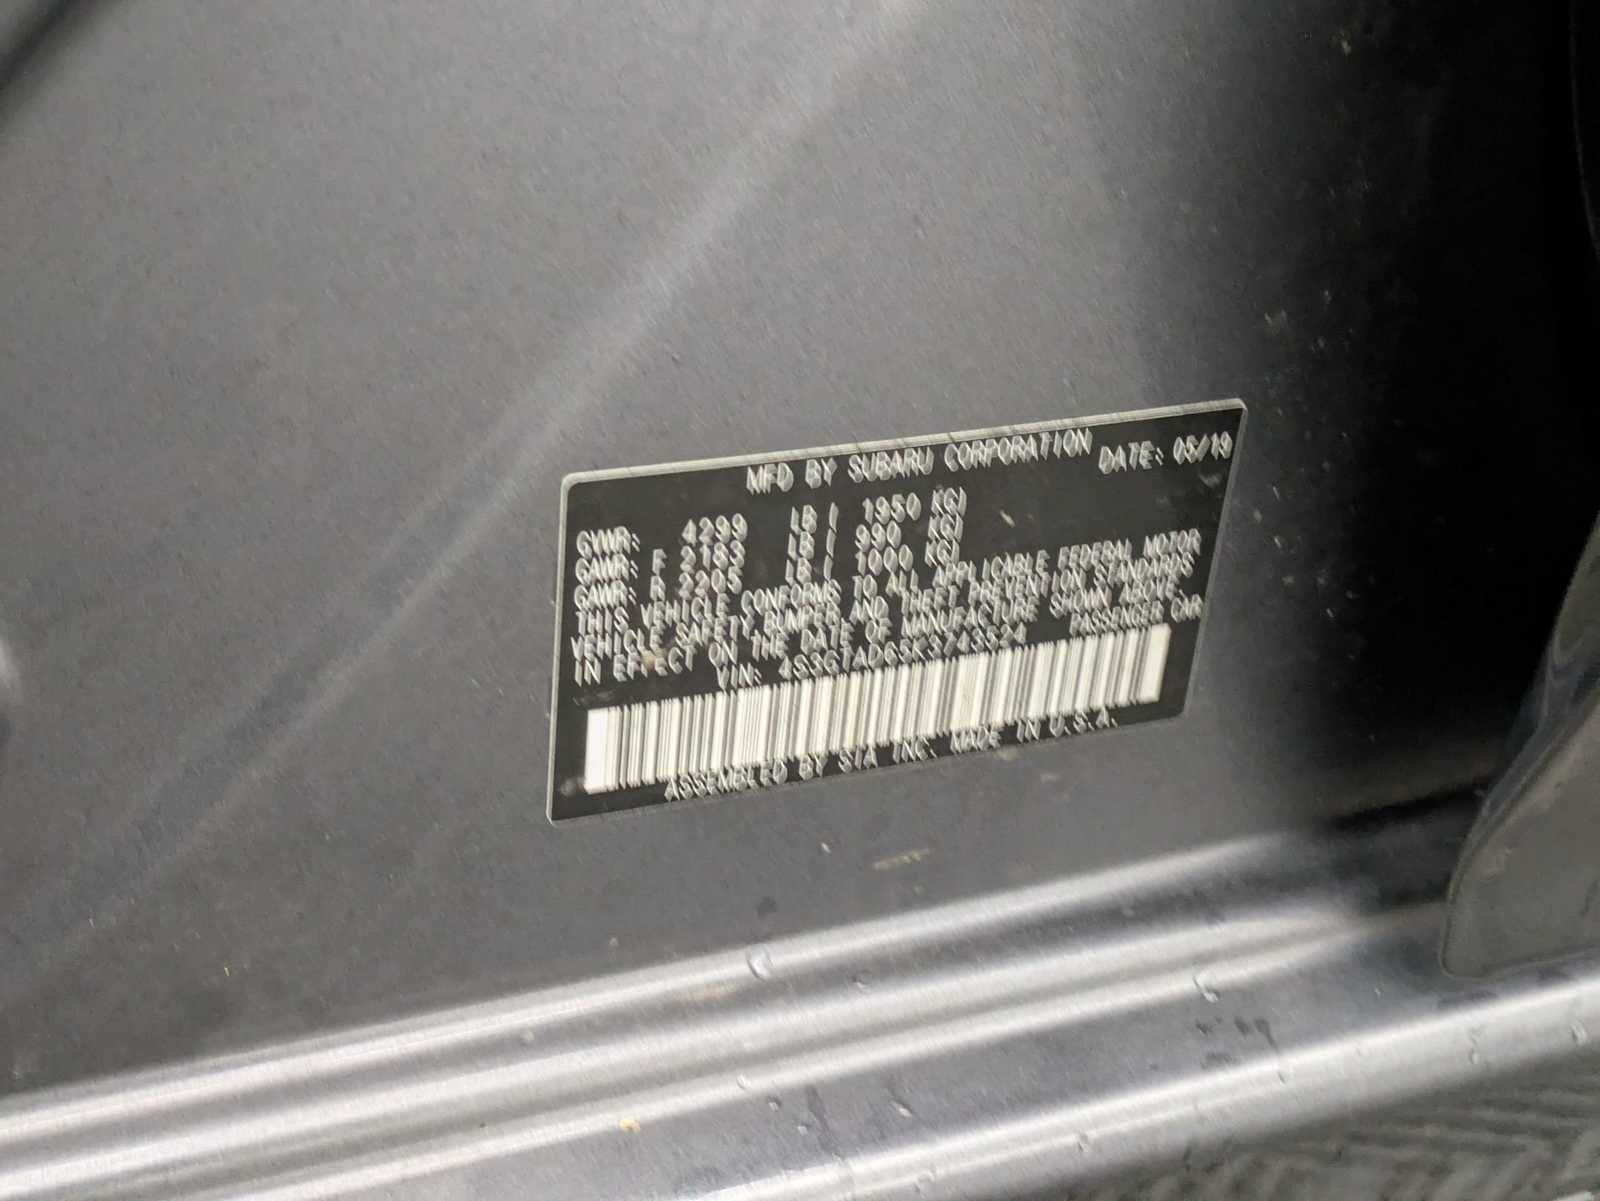 MFD BY SUBARU CORPORATION DATE: 05/19
GVWR: 4299 LB ( 1950 KG)
GAWR: F 2183 LB ( 990 KG)
GAWR: R 2205 LB ( 1000 KG)
THIS VEHICLE CONFORMS TO ALL APPLICABLE FEDERAL MOTOR
VEHICLE SAFETY, BUMPER AND THEFT PREVENTION STANDARDS
IN EFFECT ON THE DATE OF MANUFACTURE SHOWN ABOVE.
VIN: 4S3GTAD65K3743524 PASSENGER CAR
ASSEMBLED BY SIA INC. MADE IN U.S.A.